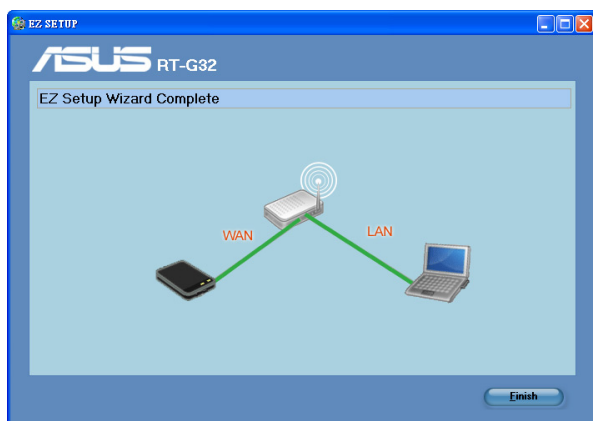 EZ SETUP
ASUS RT-G32
EZ Setup Wizard Complete
WAN
LAN
Finish